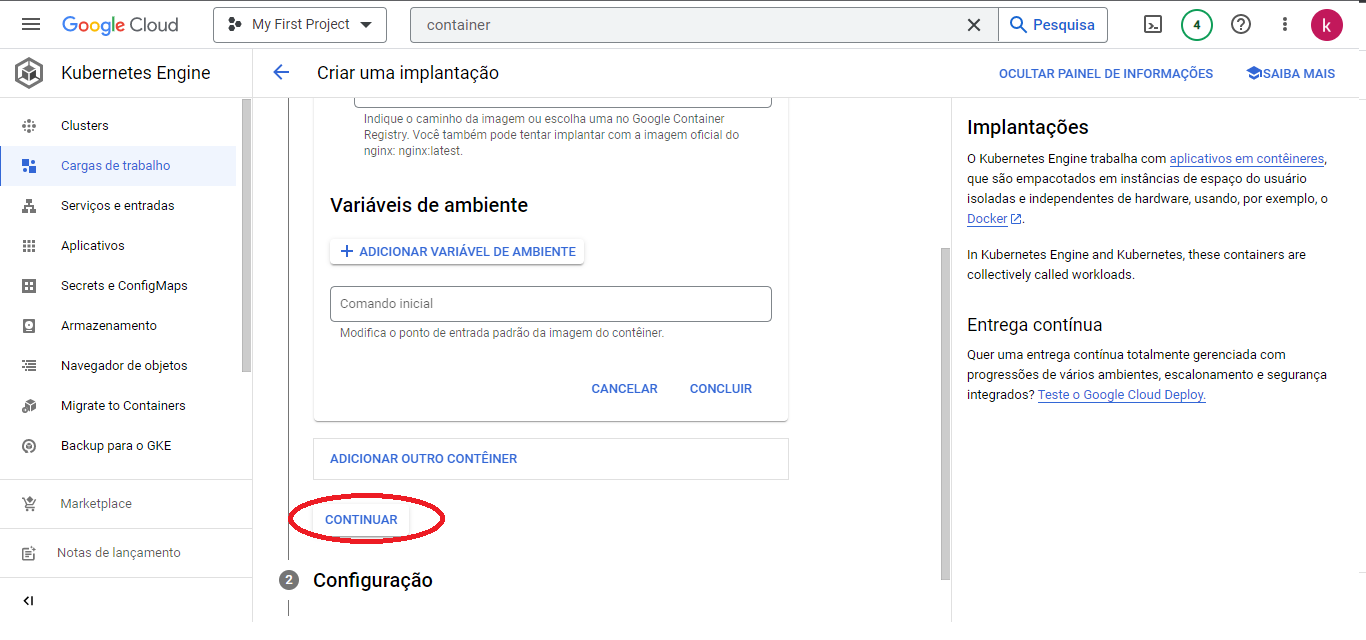 Google Cloud
My First Project
container
Pesquisa
4
k
Kubernetes Engine
Criar uma implantação
OCULTAR PAINEL DE INFORMAÇÕES
SAIBA MAIS
Clusters
Cargas de trabalho
Serviços e entradas
Aplicativos
Secrets e ConfigMaps
Armazenamento
Navegador de objetos
Migrate to Containers
Backup para o GKE
Marketplace
Notas de lançamento
Indique o caminho da imagem ou escolha uma no Google Container
Registry. Você também pode tentar implantar com a imagem oficial do
nginx: nginx:latest.
Variáveis de ambiente
ADICIONAR VARIÁVEL DE AMBIENTE
Comando inicial
Modifica o ponto de entrada padrão da imagem do contêiner.
CANCELAR
CONCLUIR
ADICIONAR OUTRO CONTÊINER
CONTINUAR
2
Configuração
Implantações
O Kubernetes Engine trabalha com aplicativos em contêineres,
que são empacotados em instâncias de espaço do usuário
isoladas e independentes de hardware, usando, por exemplo, o
Docker.
In Kubernetes Engine and Kubernetes, these containers are
collectively called workloads.
Entrega contínua
Quer uma entrega contínua totalmente gerenciada com
progressões de vários ambientes, escalonamento e segurança
integrados? Teste o Google Cloud Deploy.